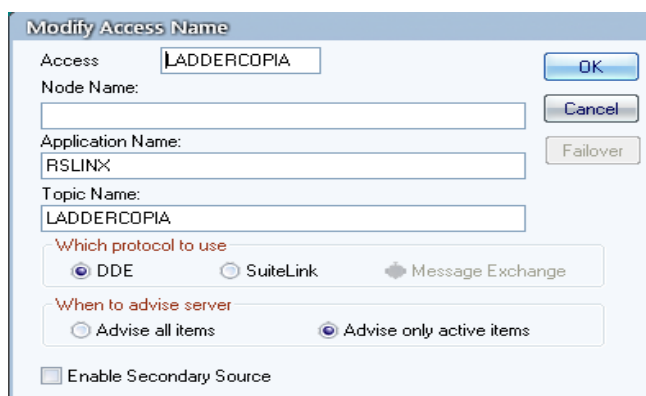 Modify Access Name
Access LADDERCOPIA
OK
Node Name:
Cancel
Application Name:
Failover
RSLINX
Topic Name:
LADDERCOPIA
Which protocol to use
DDE SuiteLink Message Exchange
When to advise server
Advise all items Advise only active items
Enable Secondary Source